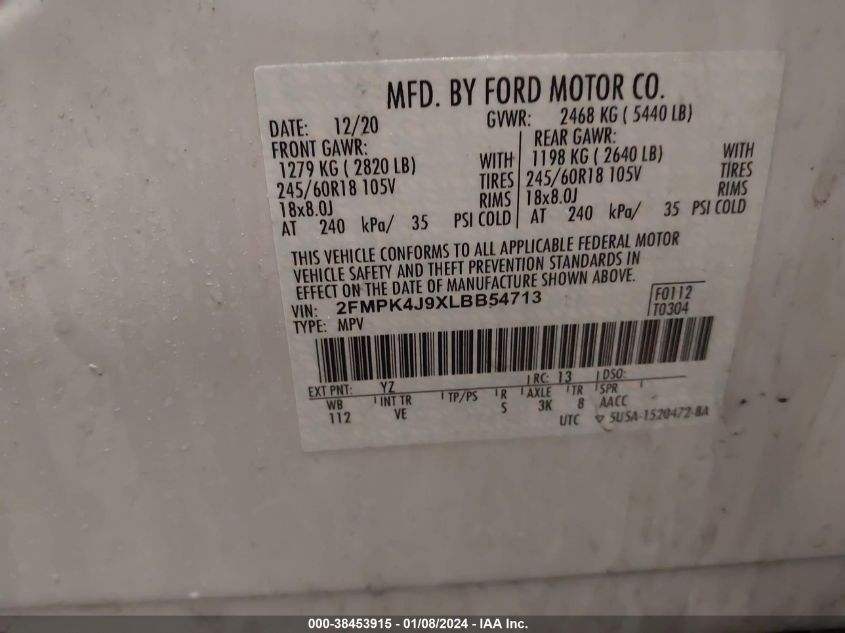 MFD. BY FORD MOTOR CO.
DATE: 12/20 GVWR: 2468 KG ( 5440 LB)
FRONT GAWR: REAR GAWR:
1279 KG ( 2820 LB) WITH 1198 KG ( 2640 LB) WITH
245/60R18 105V TIRES 245/60R18 105V TIRES
18x8.0J RIMS 18x8.0J RIMS
AT 240 kPa/ 35 PSI COLD AT 240 kPa/ 35 PSI COLD
THIS VEHICLE CONFORMS TO ALL APPLICABLE FEDERAL MOTOR
VEHICLE SAFETY AND THEFT PREVENTION STANDARDS IN
EFFECT ON THE DATE OF MANUFACTURE SHOWN ABOVE.
VIN: 2FMPK4J9XLBB54713 F0112
TYPE: MPV T0304
EXT PNT: YZ RC: 13 DSO:
WB INT TR TP/PS R AXLE TR SPR
112 VE S 3K 8 AACC
UTC ▽ 5U5A-1520472-BA
000-38453915 - 01/08/2024 - IAA Inc.